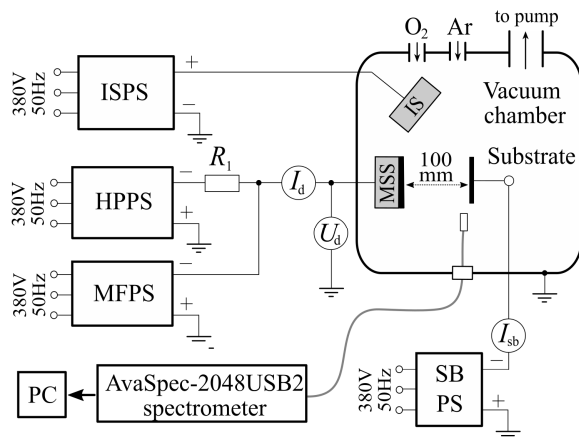 O2 Ar to pump
+
380V 50Hz ISPS
−
IS
Vacuum
chamber
R1
−
380V 50Hz HPPS
+
Id
Ud
MSS
100
mm
Substrate
−
380V 50Hz MFPS
+
-
Isb
PC
AvaSpec-2048USB2
spectrometer
−
380V 50Hz
SB
PS
+